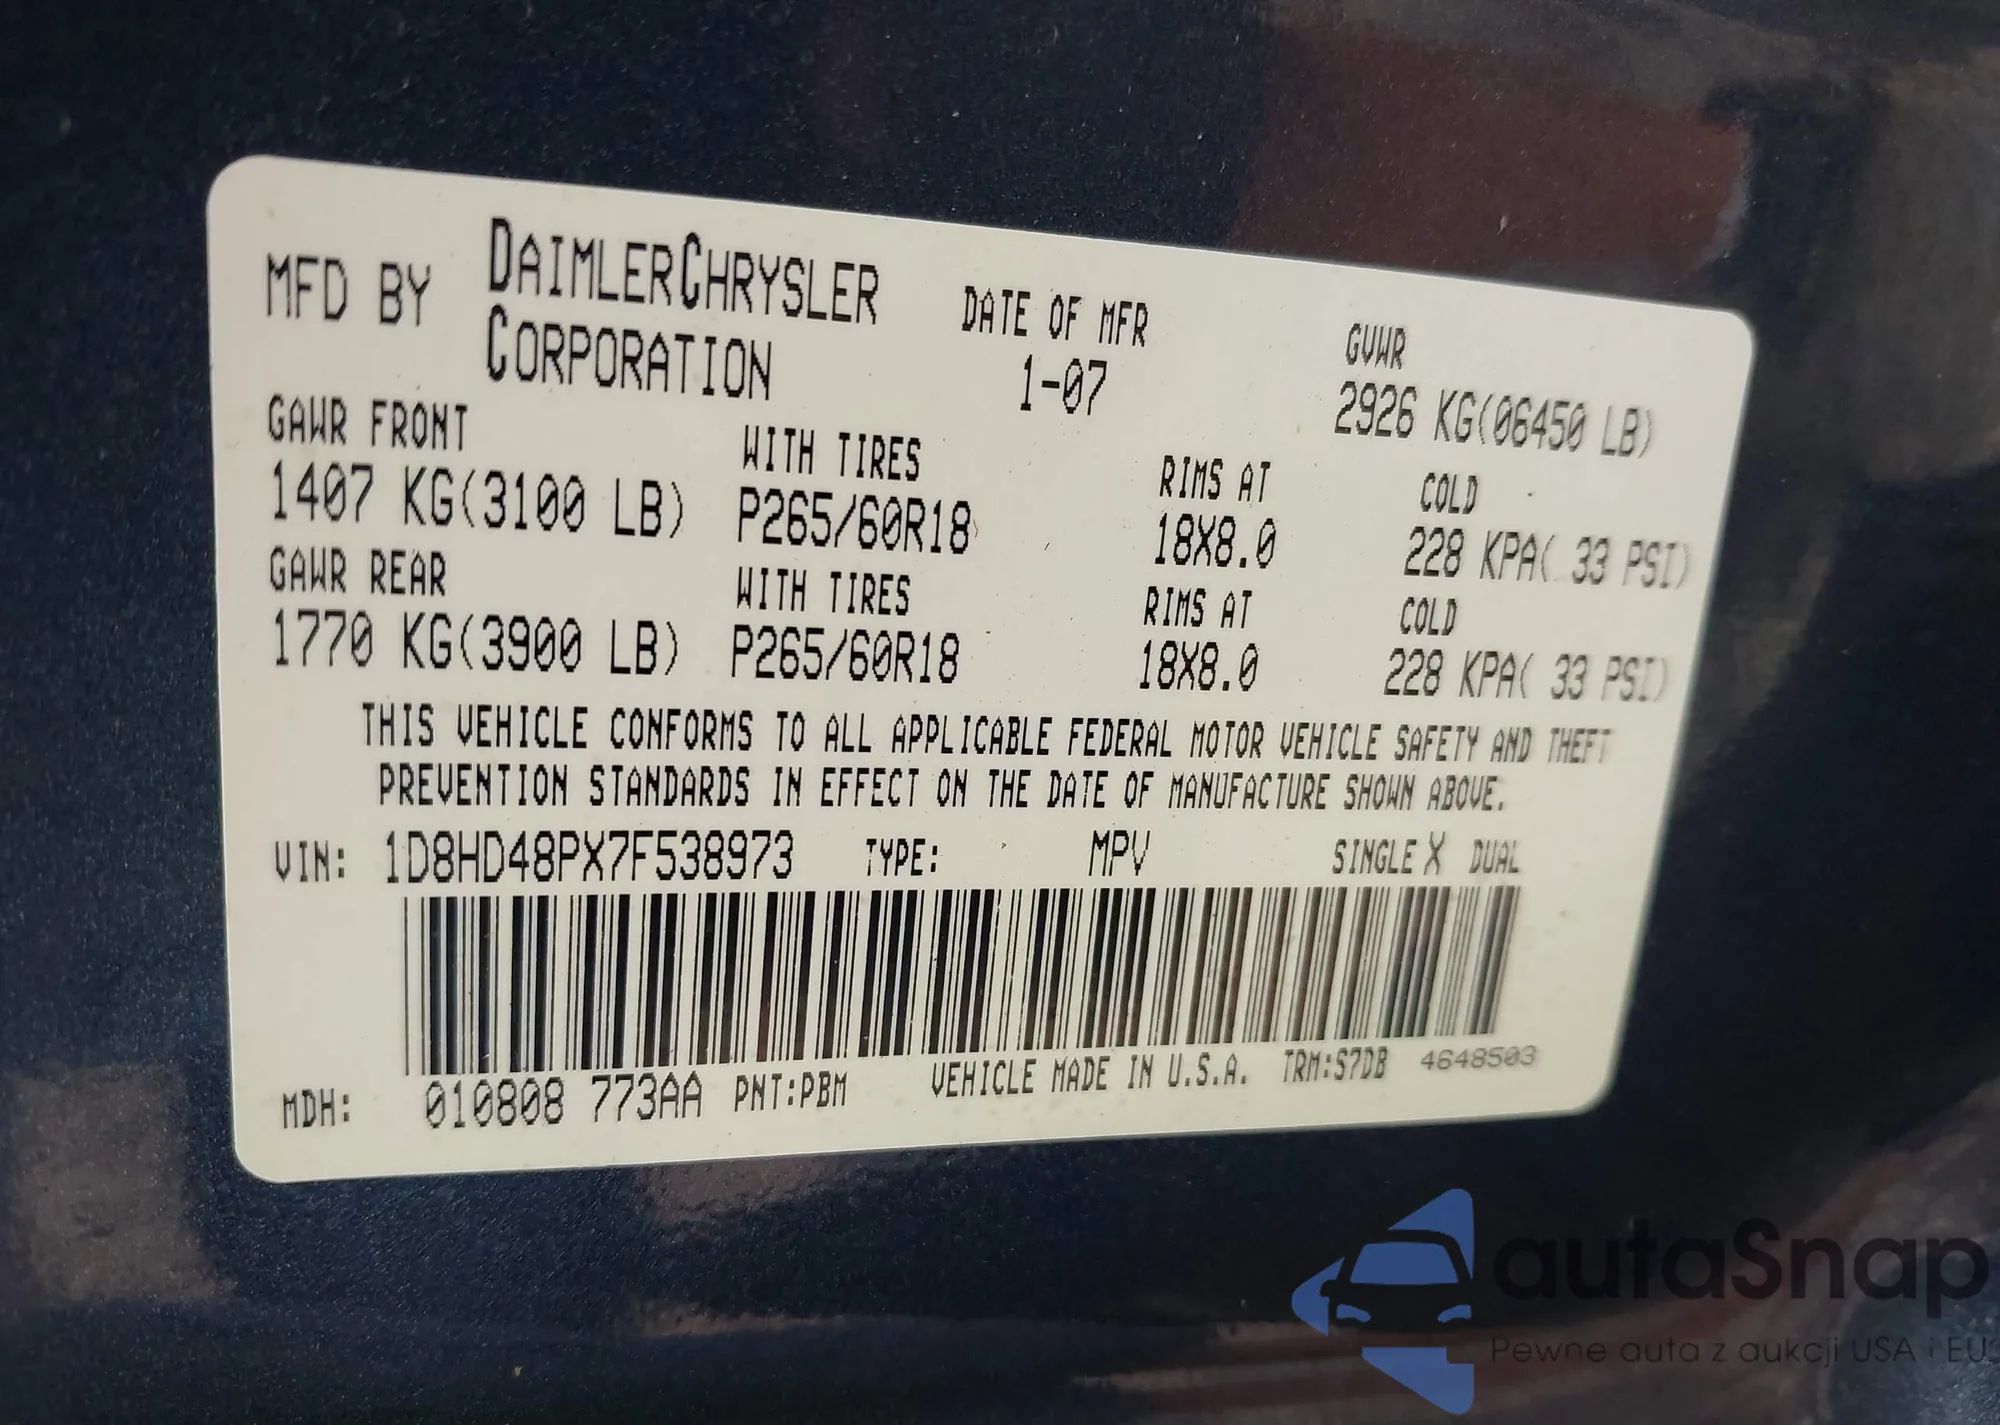 MFD BY DAIMLERCHRYSLER CORPORATION
DATE OF MFR
1-07
GVWR
2926 KG(06450 LB)
GAWR FRONT
1407 KG(3100 LB)
WITH TIRES
P265/60R18
RIMS AT
18X8.0
COLD
228 KPA( 33 PSI)
GAWR REAR
1770 KG(3900 LB)
WITH TIRES
P265/60R18
RIMS AT
18X8.0
COLD
228 KPA( 33 PSI)
THIS VEHICLE CONFORMS TO ALL APPLICABLE FEDERAL MOTOR VEHICLE SAFETY AND THEFT
PREVENTION STANDARDS IN EFFECT ON THE DATE OF MANUFACTURE SHOWN ABOVE.
VIN: 1D8HD48PX7F538973 TYPE: MPV SINGLE X DUAL
MDH: 010808 773AA PNT:PBM VEHICLE MADE IN U.S.A. TRM:S7DB 4648503
autaSnap
Pewne auta z aukcji USA i EU